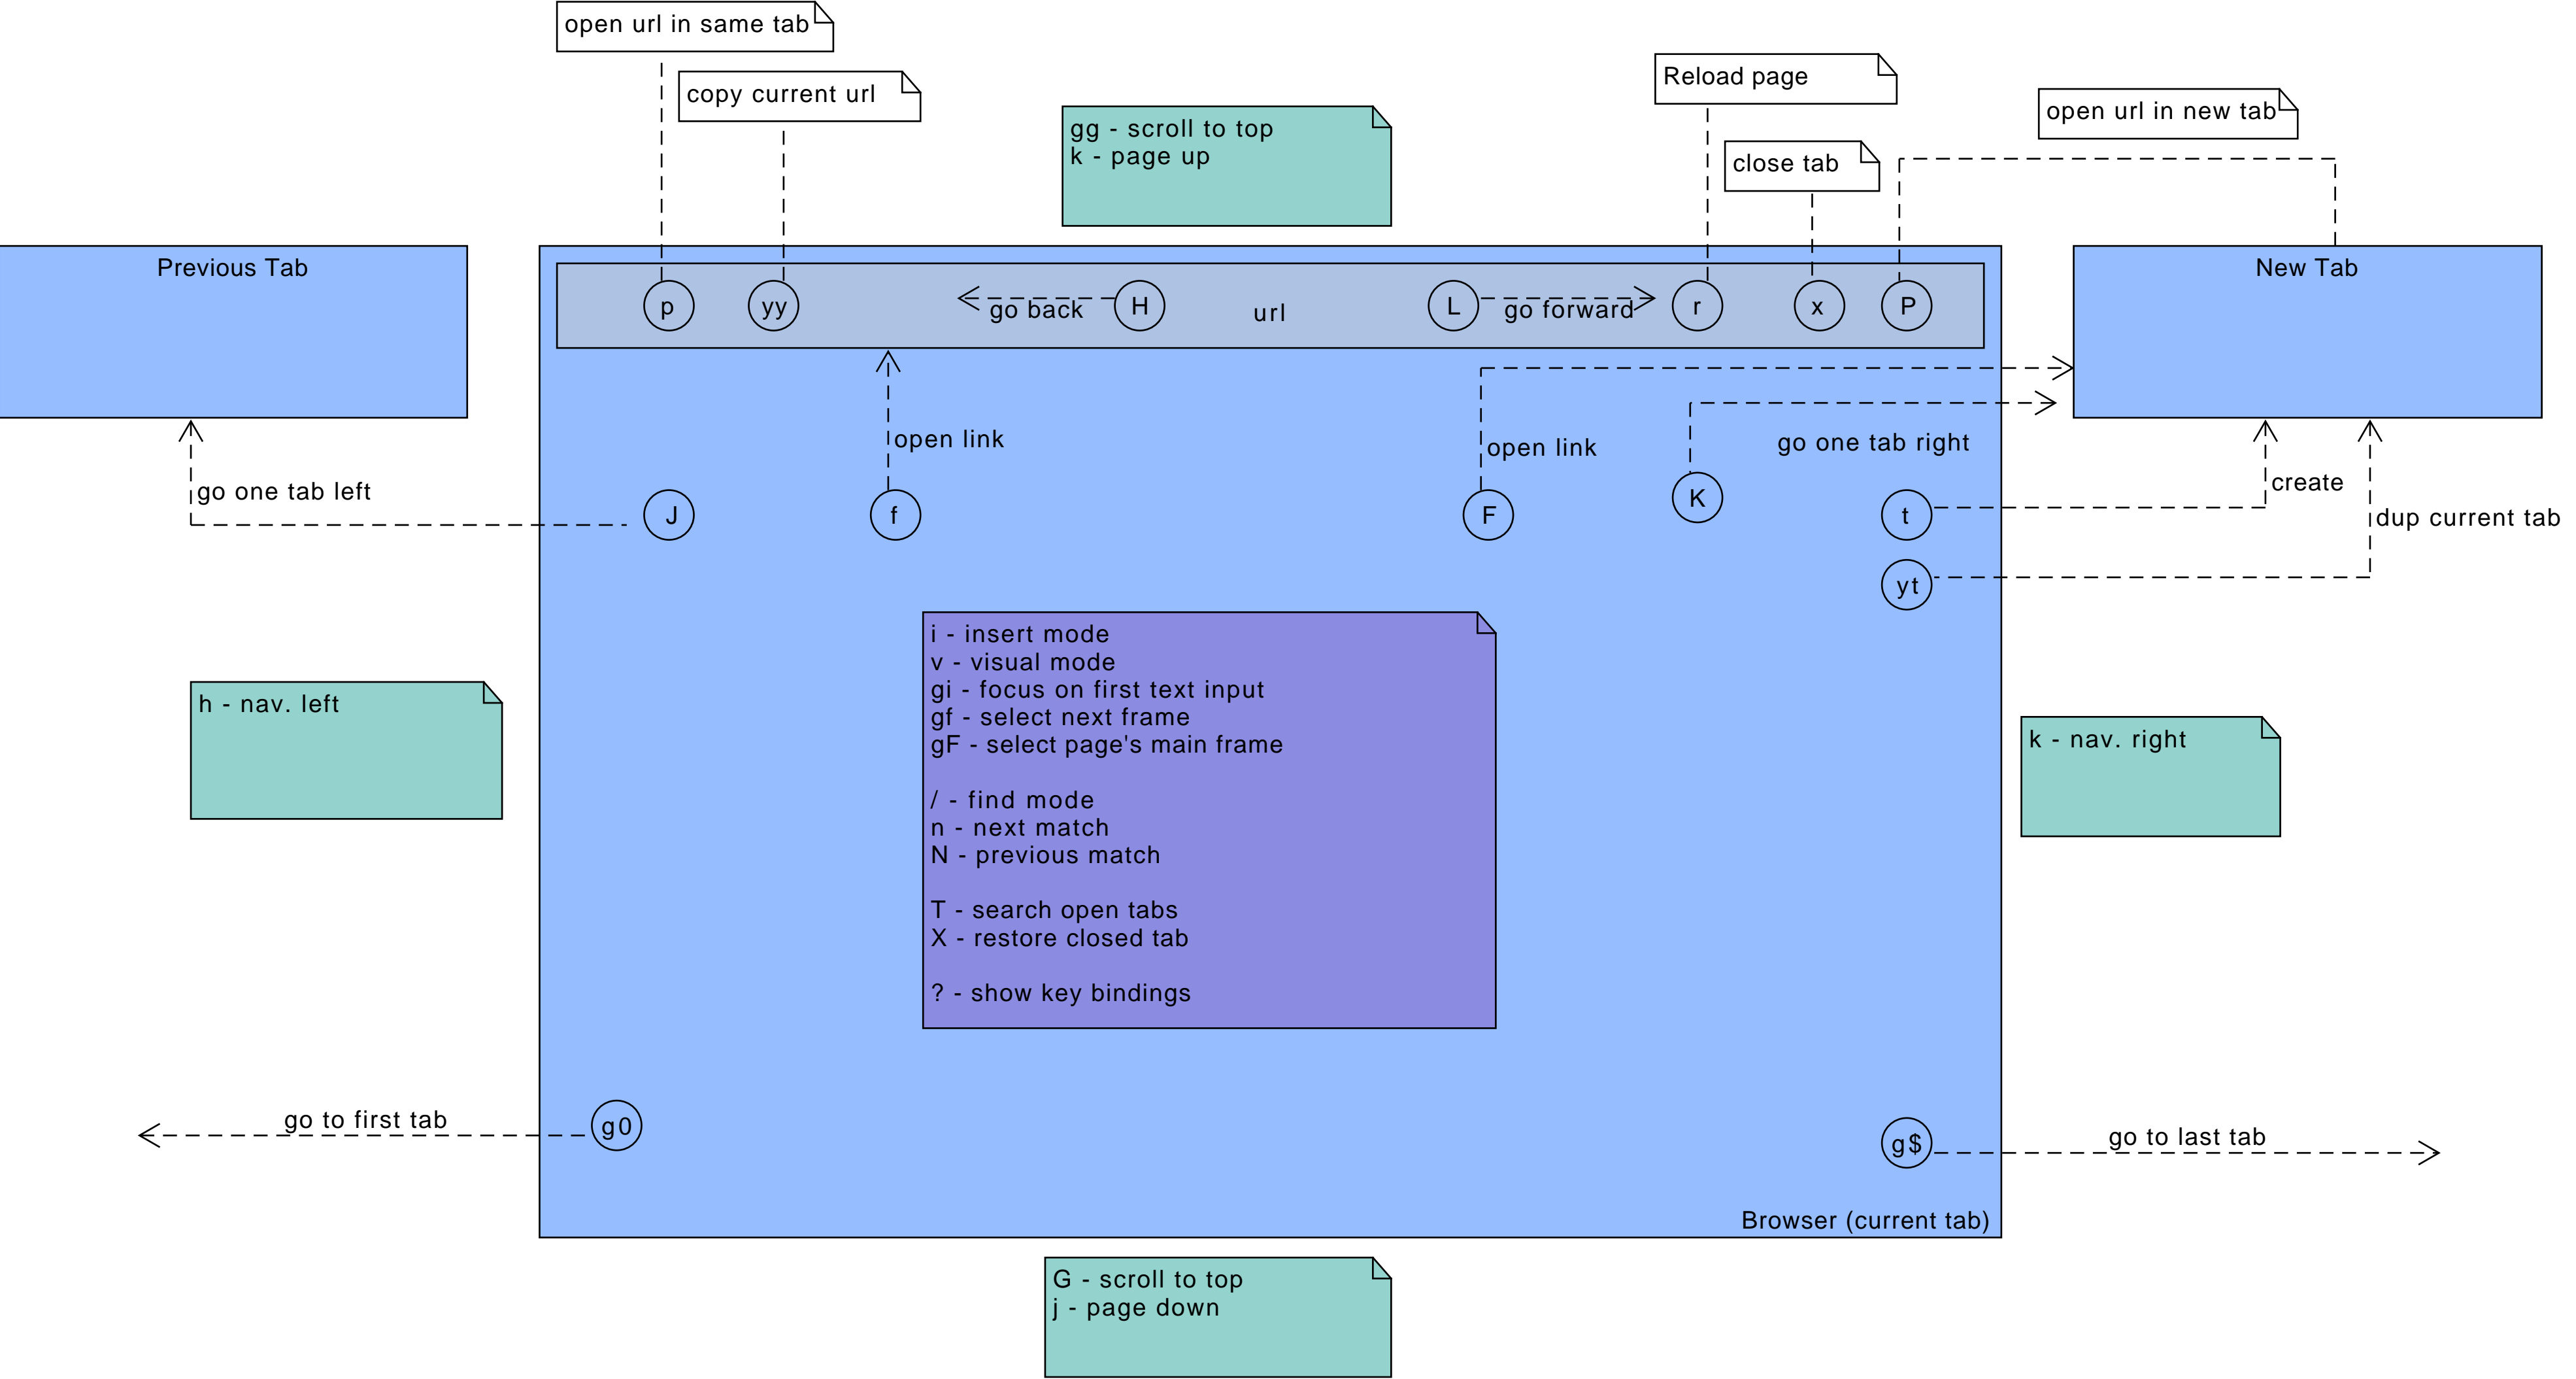 open url in same tab
copy current url
Reload page
open url in new tab
gg - scroll to top
k - page up
close tab
Previous Tab
New Tab
p
yy
go back
H
url
L
go forward
r
x
P
open link
open link
go one tab right
go one tab left
J
f
F
K
t
create
dup current tab
yt
i - insert mode
v - visual mode
gi - focus on first text input
gf - select next frame
gF - select page's main frame
/ - find mode
n - next match
N - previous match
T - search open tabs
X - restore closed tab
? - show key bindings
h - nav. left
k - nav. right
go to first tab
g0
g$
go to last tab
Browser (current tab)
G - scroll to top
j - page down